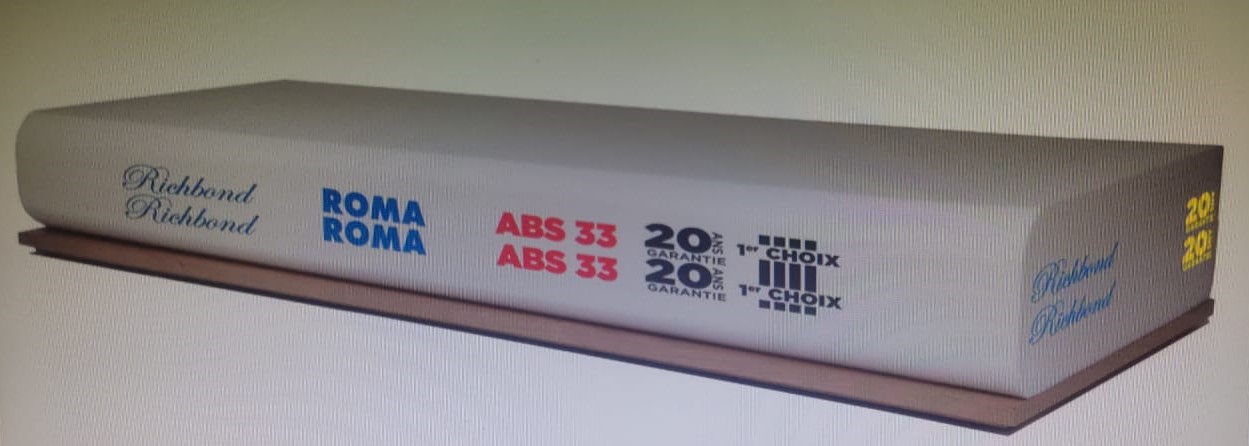 Richbond
Richbond
ROMA
ROMA
ABS 33
ABS 33
20 ANS
GARANTIE
20 ANS
GARANTIE
1er CHOIX
1er CHOIX
Richbond
Richbond
20
20